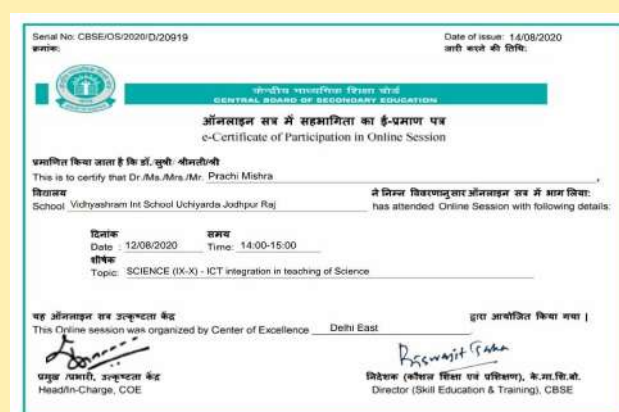 Serial No: CBSE/OS/2020/D/20919 Date of issue: 14/08/2020
क्रमांक: जारी करने की तिथि:
केन्द्रीय माध्यमिक शिक्षा बोर्ड
CENTRAL BOARD OF SECONDARY EDUCATION
ऑनलाइन सत्र में सहभागिता का ई-प्रमाण पत्र
e-Certificate of Participation in Online Session
प्रमाणित किया जाता है कि डॉ. सुश्री श्रीमती/श्री
This is to certify that Dr./Ms./Mrs./Mr. Prachi Mishra ,
विद्यालय ने निम्न विवरणानुसार ऑनलाइन सत्र में भाग लिया:
School Vidhyashram Int School Uchiyarda Jodhpur Raj has attended Online Session with following details:
दिनांक समय
Date : 12/08/2020 Time: 14:00-15:00
शीर्षक
Topic: SCIENCE (IX-X) - ICT integration in teaching of Science
यह ऑनलाइन सत्र उत्कृष्टता केंद्र द्वारा आयोजित किया गया |
This Online session was organized by Center of Excellence Delhi East
Biswajit Saha
प्रमुख /प्रभारी, उत्कृष्टता केंद्र निदेशक (कौशल शिक्षा एवं प्रशिक्षण), के.मा.शि.बो.
Head/In-Charge, COE Director (Skill Education & Training), CBSE